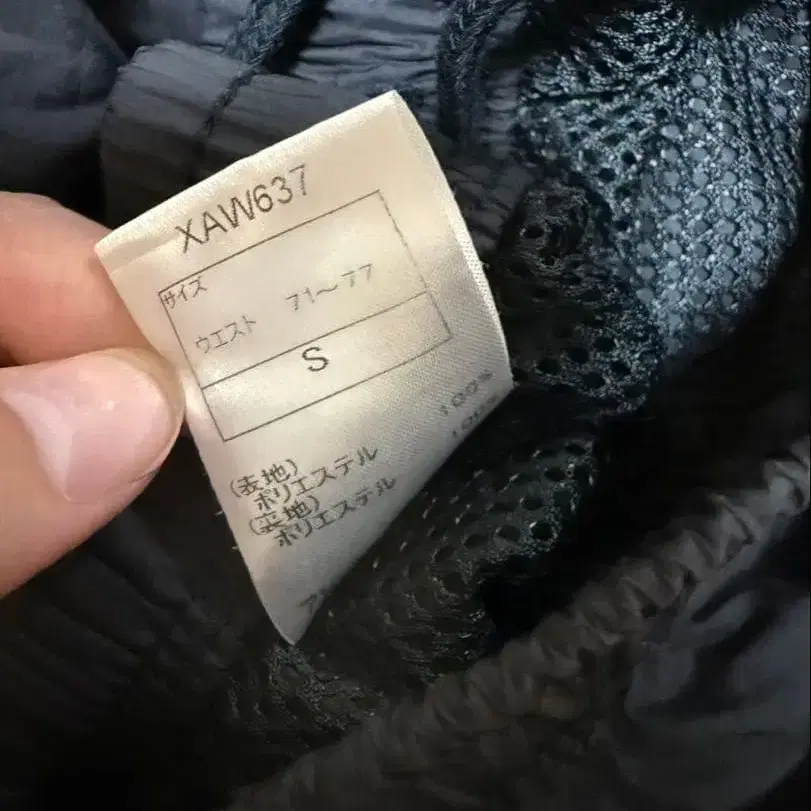 XAW637
サイズ
ウエスト 71～77
S
(表地)
ポリエステル 100%
(裏地)
ポリエステル 100%